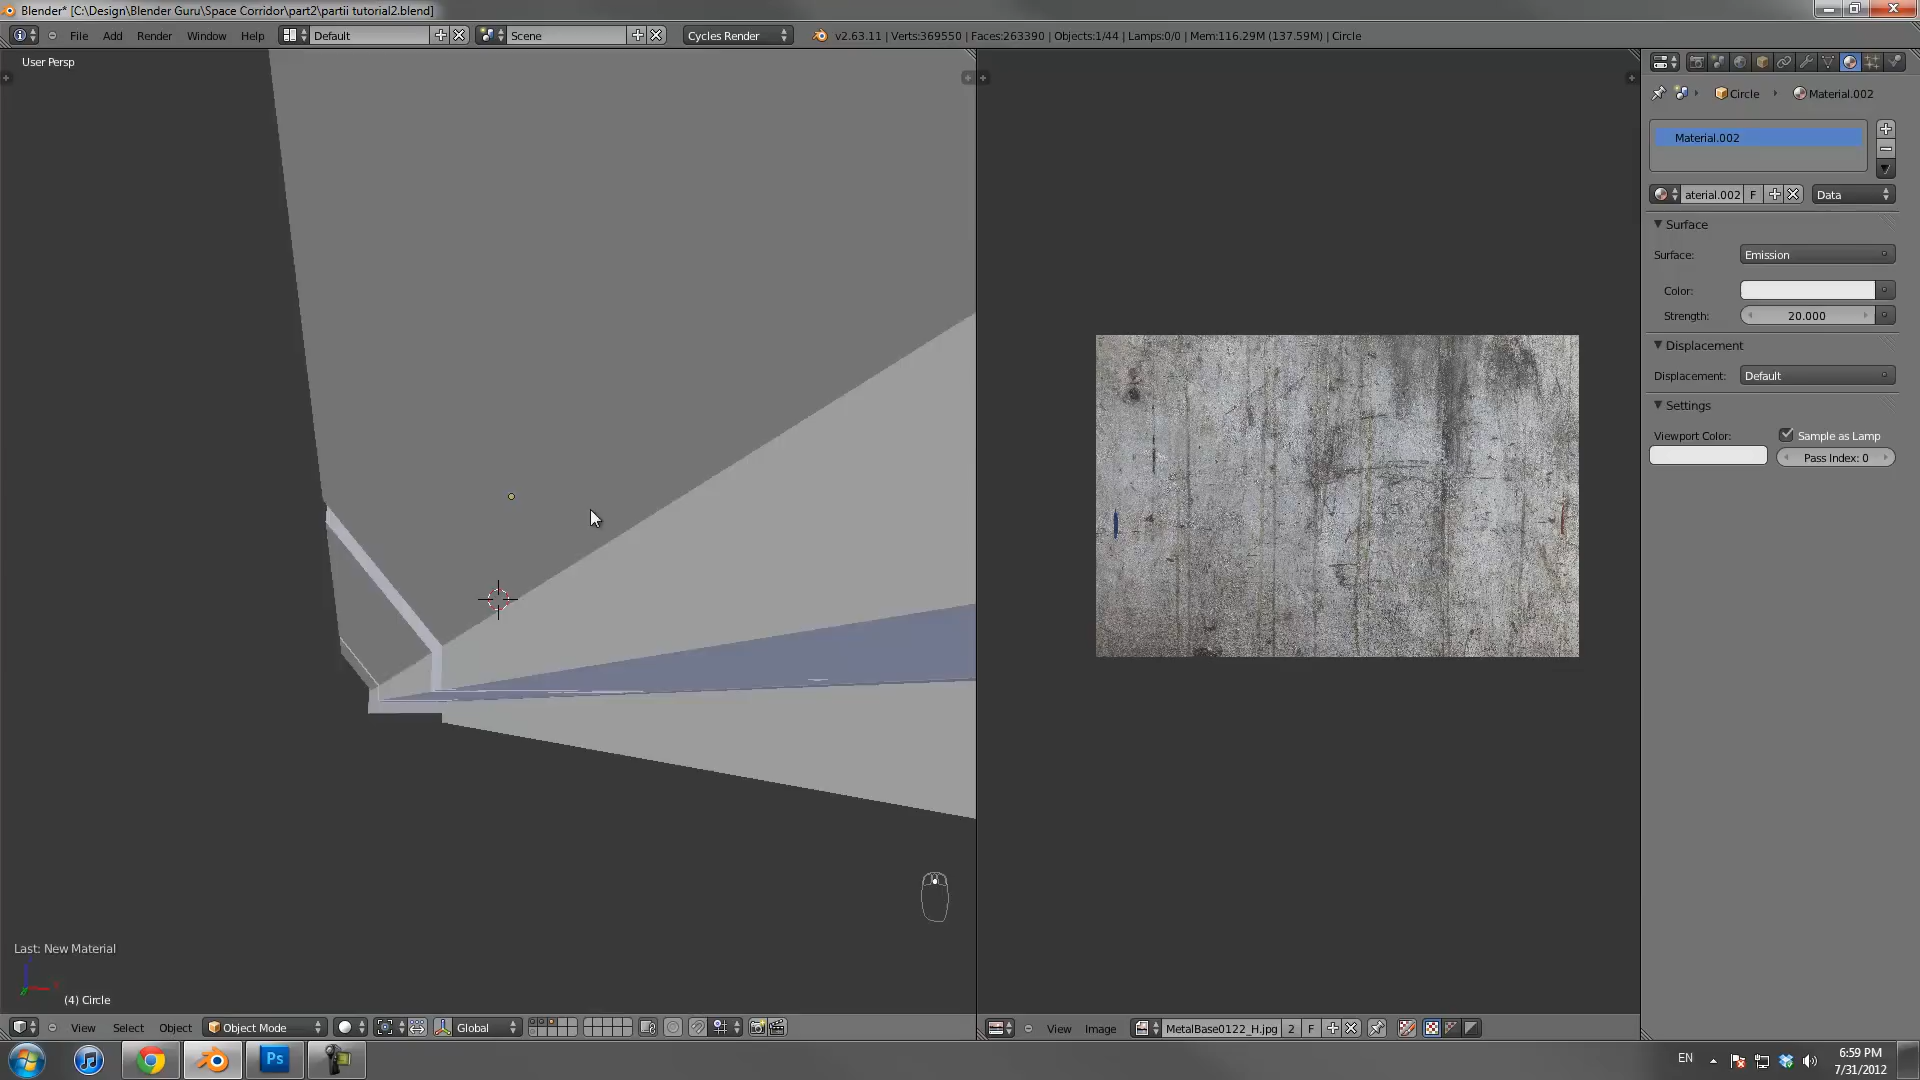 Blender* [C:\Design\Blender Guru\Space Corridor\part2\partii tutorial2.blend]
File Add Render Window Help Default Scene Cycles Render v2.63.11 | Verts:369550 | Faces:263390 | Objects:1/44 | Lamps:0/0 | Mem:116.29M (137.59M) | Circle
User Persp
Circle Material.002
Material.002
aterial.002 F Data
Surface
Surface: Emission
Color:
Strength: 20.000
Displacement
Displacement: Default
Settings
Viewport Color: Sample as Lamp
Pass Index: 0
Last: New Material
(4) Circle
View Select Object Object Mode Global View Image MetalBase0122_H.jpg 2 F
Ps
EN 6:59 PM
7/31/2012